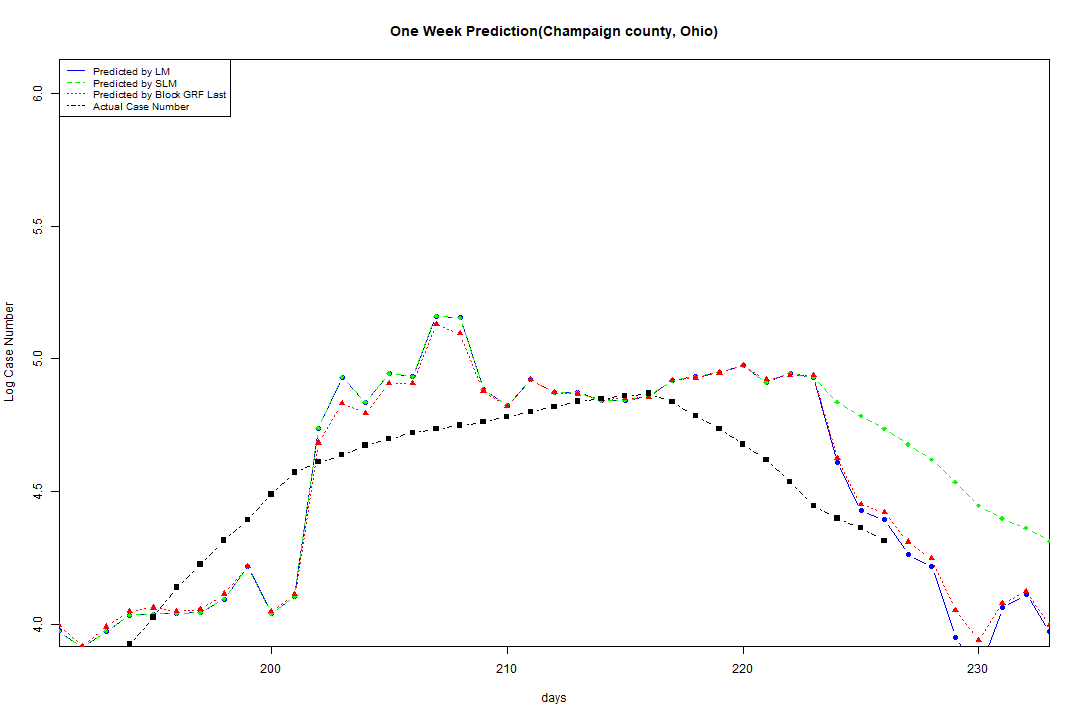 One Week Prediction(Champaign county, Ohio)
Predicted by LM
Predicted by SLM
Predicted by Block GRF Last
Actual Case Number
6.0
5.5
5.0
4.5
4.0
Log Case Number
200 210 220 230
days